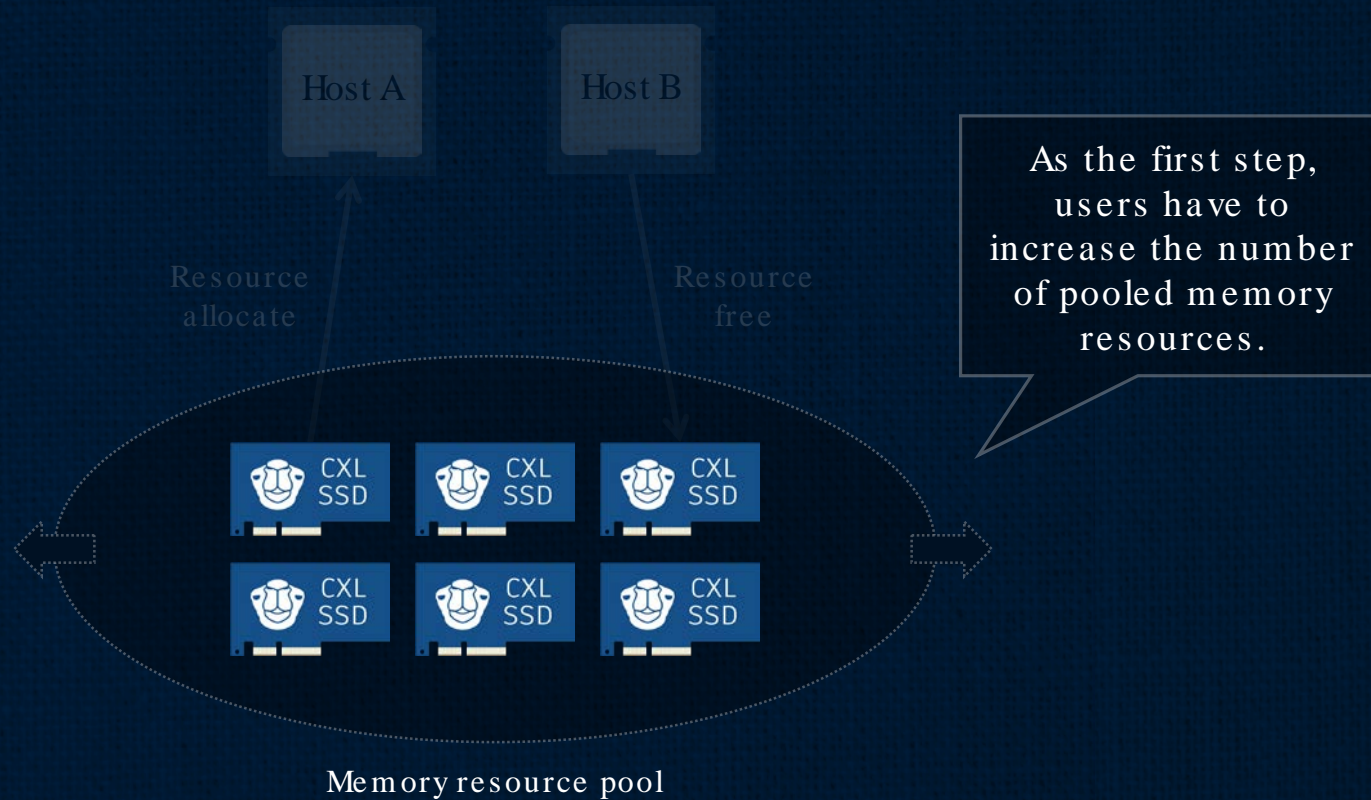 Host A
Host B
As the first step,
users have to
increase the number
of pooled memory
resources.
Resource
allocate
Resource
free
CXL
SSD
CXL
SSD
CXL
SSD
CXL
SSD
CXL
SSD
CXL
SSD
Memory resource pool